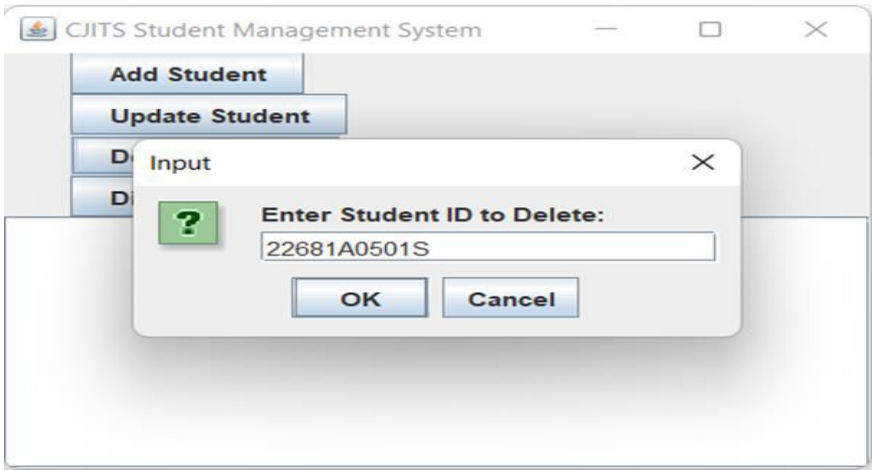 CJITS Student Management System
Add Student
Update Student
Input
Enter Student ID to Delete:
22681A0501S
OK Cancel